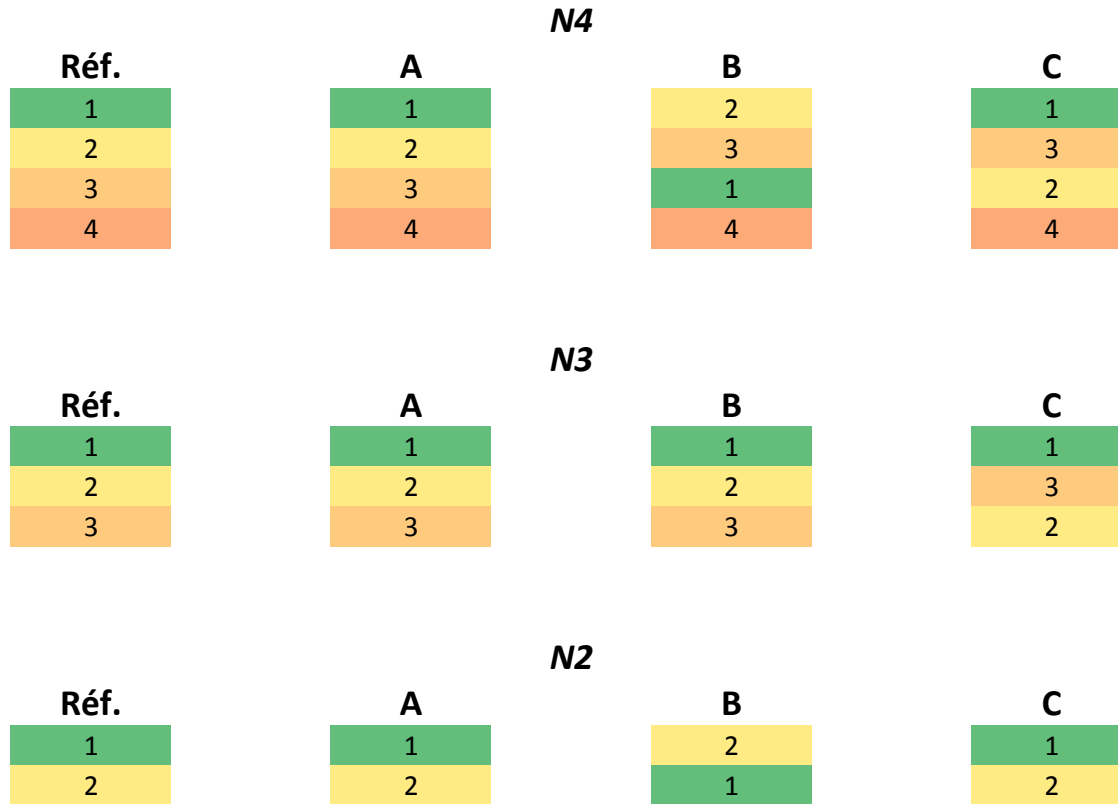 N4
Réf. A B C
1 1 2 1
2 2 3 3
3 3 1 2
4 4 4 4
N3
Réf. A B C
1 1 1 1
2 2 2 3
3 3 3 2
N2
Réf. A B C
1 1 2 1
2 2 1 2